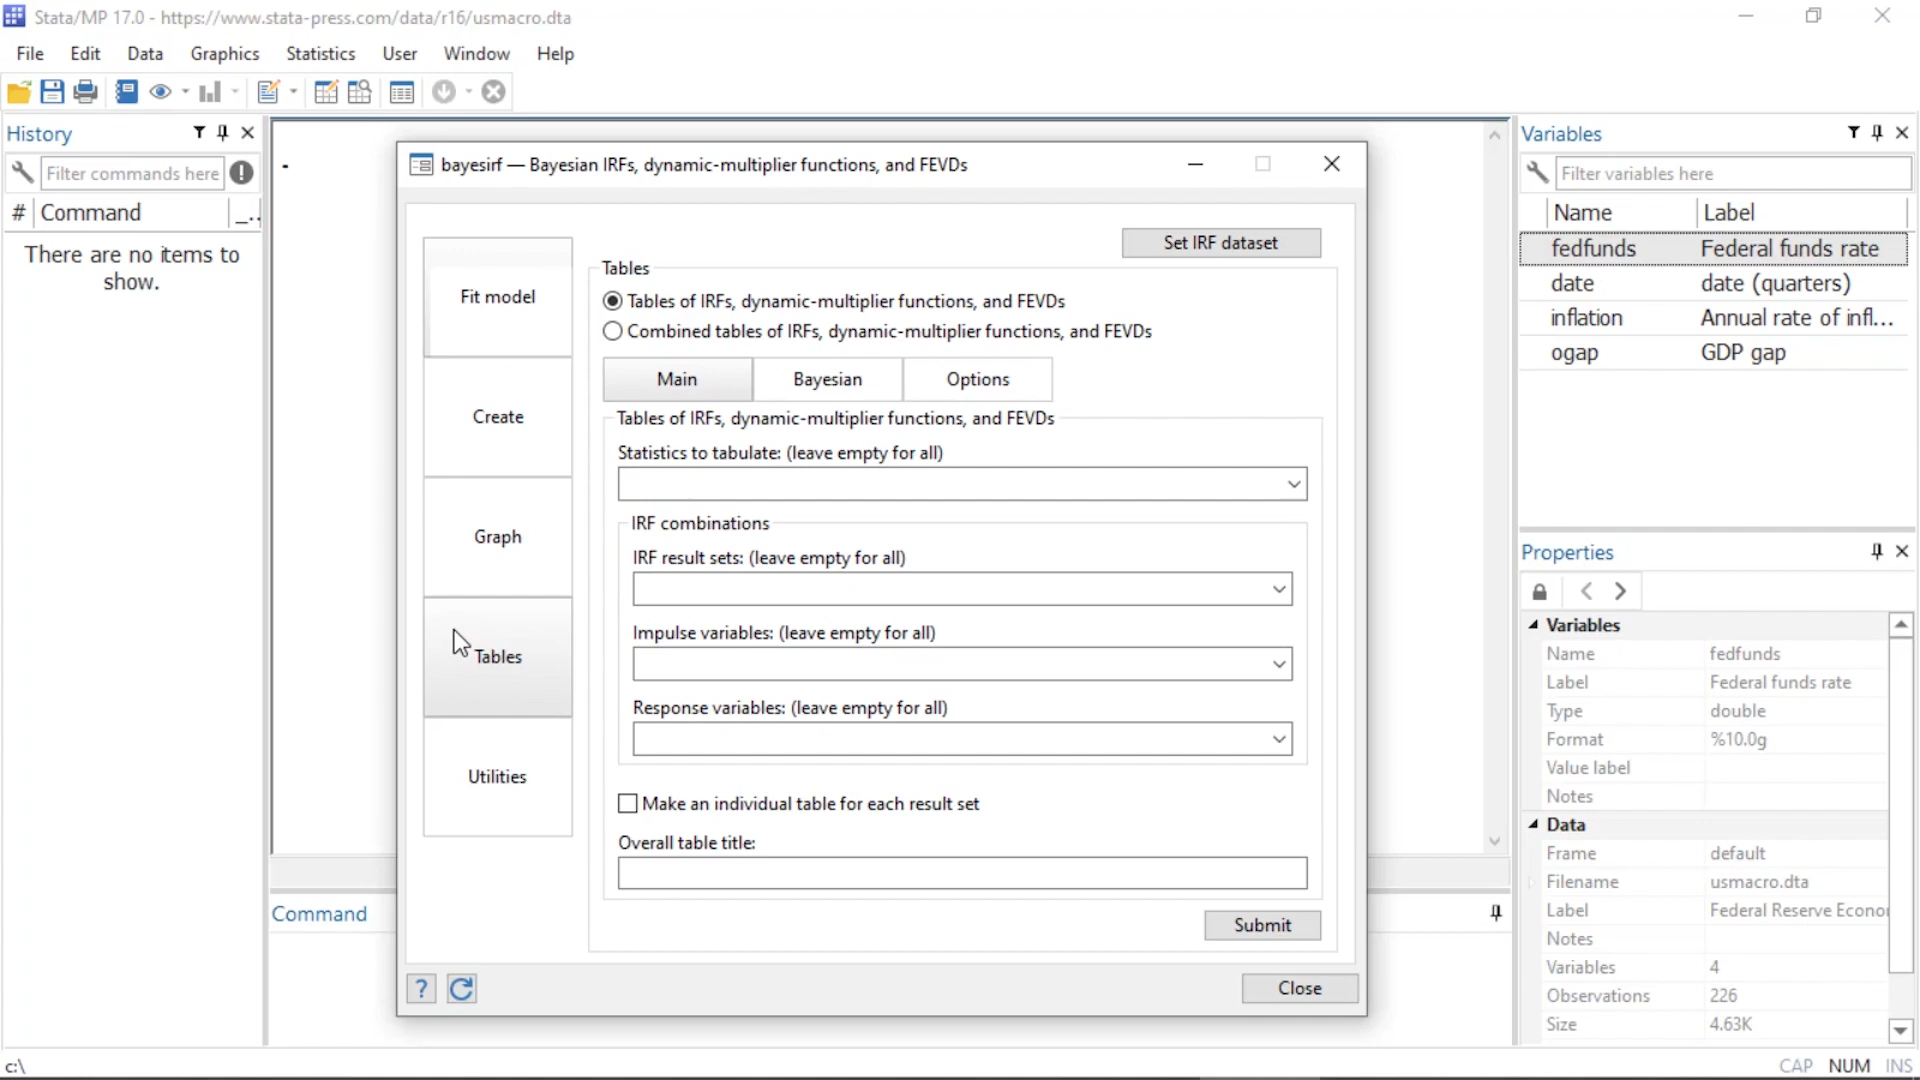 Stata/MP 17.0 - https://www.stata-press.com/data/r16/usmacro.dta
File Edit Data Graphics Statistics User Window Help
History
Filter commands here
# Command _..
There are no items to
show.
-
bayesirf — Bayesian IRFs, dynamic-multiplier functions, and FEVDs
Fit model
Create
Graph
Tables
Utilities
Set IRF dataset
Tables
Tables of IRFs, dynamic-multiplier functions, and FEVDs
Combined tables of IRFs, dynamic-multiplier functions, and FEVDs
Main Bayesian Options
Tables of IRFs, dynamic-multiplier functions, and FEVDs
Statistics to tabulate: (leave empty for all)
IRF combinations
IRF result sets: (leave empty for all)
Impulse variables: (leave empty for all)
Response variables: (leave empty for all)
Make an individual table for each result set
Overall table title:
Submit
? Close
Command
Variables
Filter variables here
Name Label
fedfunds Federal funds rate
date date (quarters)
inflation Annual rate of infl...
ogap GDP gap
Properties
Variables
Name fedfunds
Label Federal funds rate
Type double
Format %10.0g
Value label
Notes
Data
Frame default
Filename usmacro.dta
Label Federal Reserve Econo
Notes
Variables 4
Observations 226
Size 4.63K
c:\
CAP NUM INS